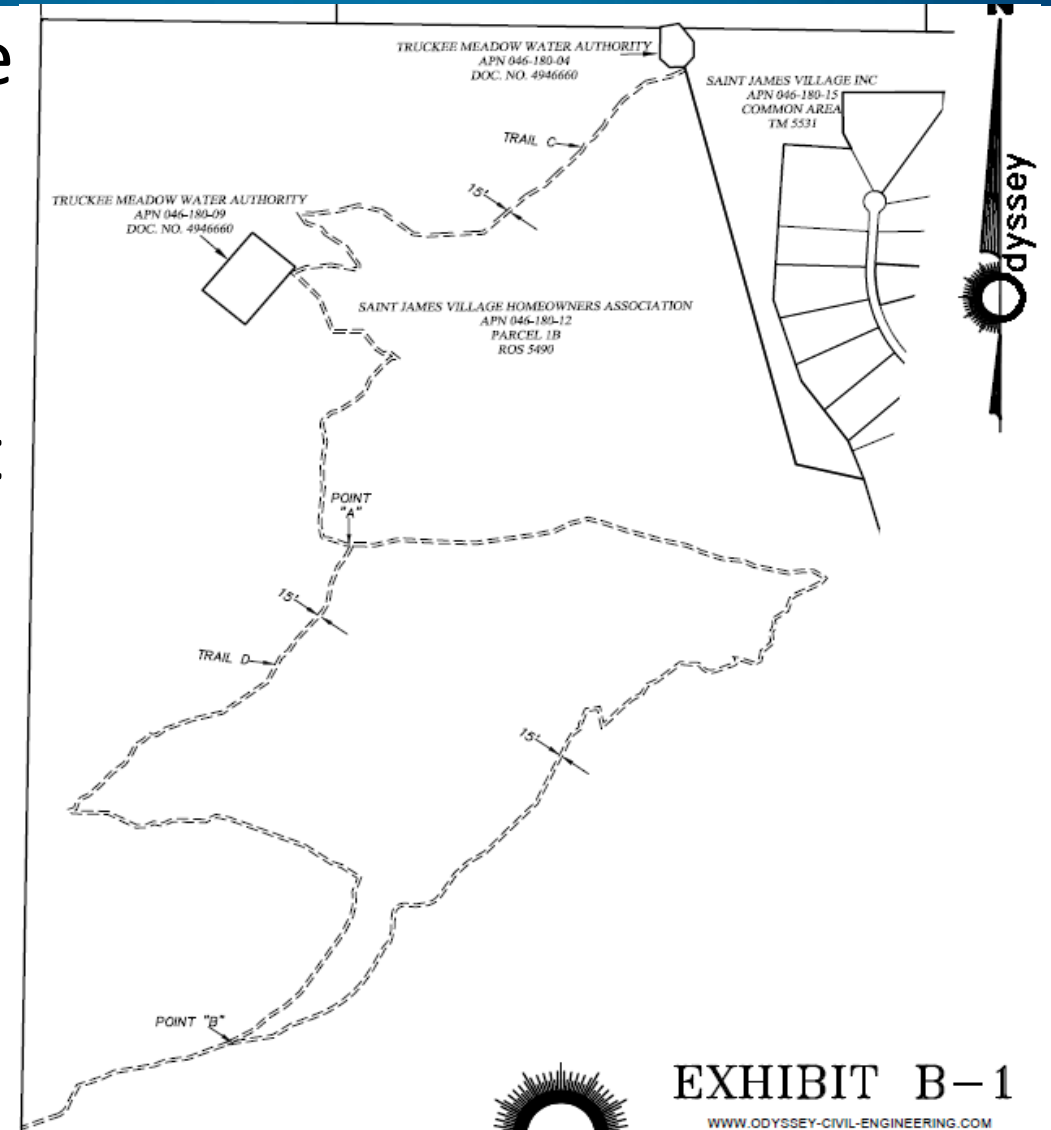 e
:
TRUCKEE MEADOW WATER AUTHORITY
APN 046-180-04
DOC. NO. 4946660
SAINT JAMES VILLAGE INC
APN 046-180-15
COMMON AREA
TM 5531
TRAIL C
15'
TRUCKEE MEADOW WATER AUTHORITY
APN 046-180-09
DOC. NO. 4946660
SAINT JAMES VILLAGE HOMEOWNERS ASSOCIATION
APN 046-180-12
PARCEL 1B
ROS 5490
dyssey
POINT
"A"
15'
TRAIL D
15'
POINT "B"
EXHIBIT B-1
WWW.ODYSSEY-CIVIL-ENGINEERING.COM